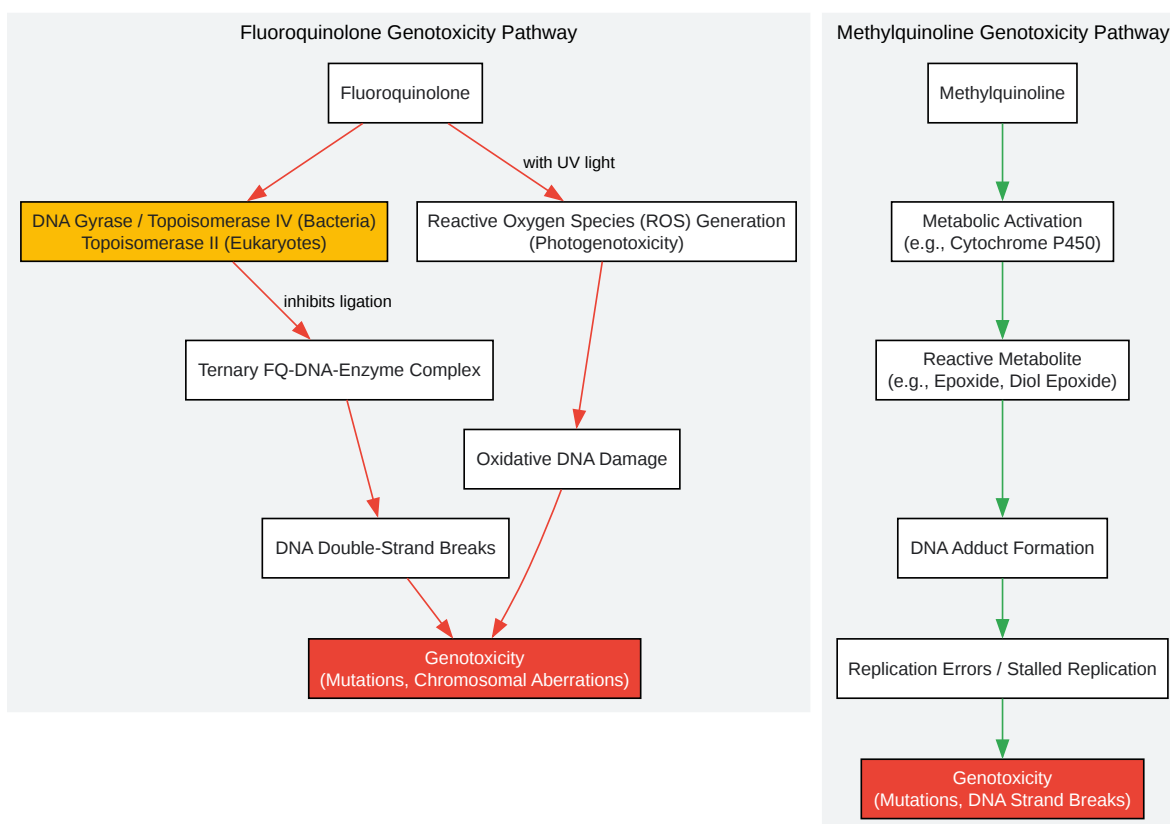 Fluoroquinolone Genotoxicity Pathway
Fluoroquinolone
with UV light
DNA Gyrase / Topoisomerase IV (Bacteria)
Topoisomerase II (Eukaryotes)
Reactive Oxygen Species (ROS) Generation
(Photogenotoxicity)
inhibits ligation
Ternary FQ-DNA-Enzyme Complex
Oxidative DNA Damage
DNA Double-Strand Breaks
Genotoxicity
(Mutations, Chromosomal Aberrations)
Methylquinoline Genotoxicity Pathway
Methylquinoline
Metabolic Activation
(e.g., Cytochrome P450)
Reactive Metabolite
(e.g., Epoxide, Diol Epoxide)
DNA Adduct Formation
Replication Errors / Stalled Replication
Genotoxicity
(Mutations, DNA Strand Breaks)